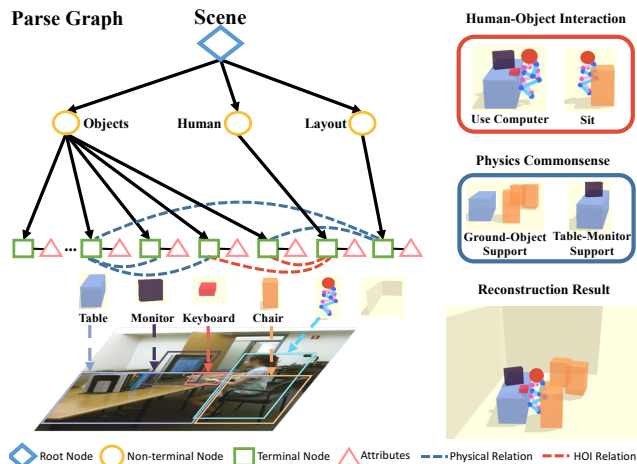 Parse Graph
Scene
Objects
Human
Layout
...
Table
Monitor
Keyboard
Chair
Human-Object Interaction
Use Computer
Sit
Physics Commonsense
Ground-Object
Support
Table-Monitor
Support
Reconstruction Result
Root Node
Non-terminal Node
Terminal Node
Attributes
Physical Relation
HOI Relation